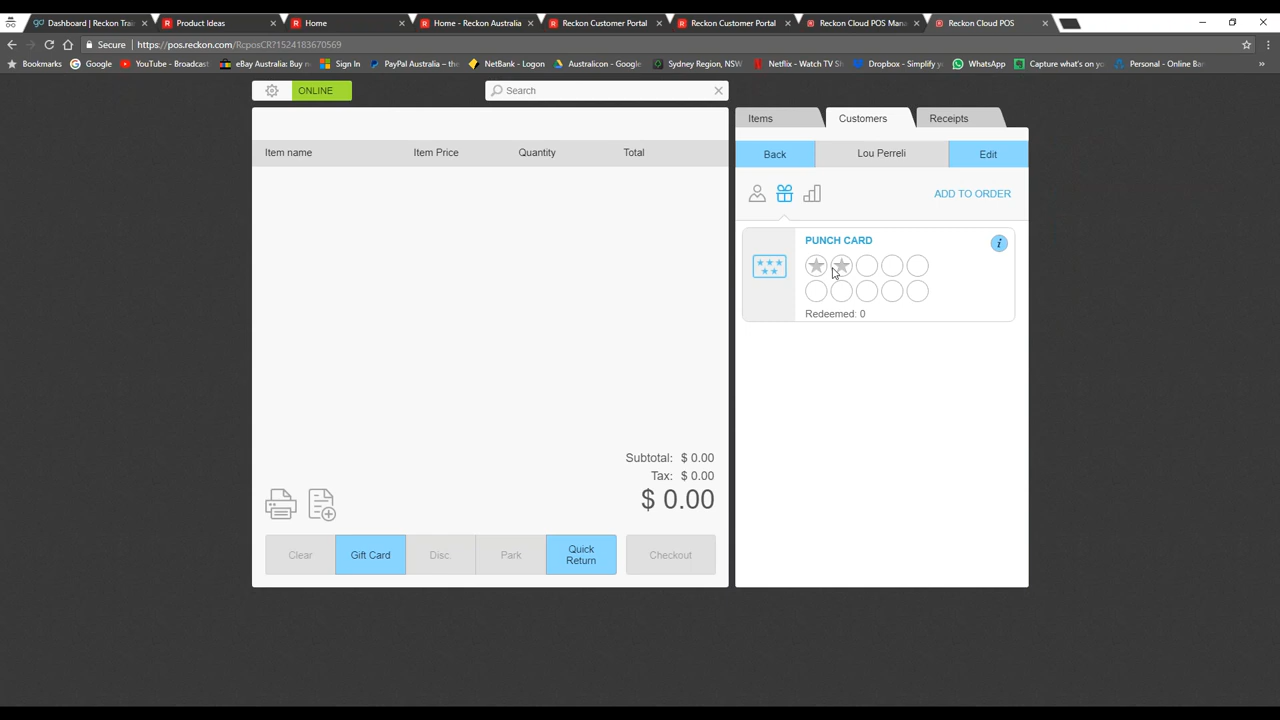 Dashboard | Reckon Trai
Product Ideas
Home
Home - Reckon Australia
Reckon Customer Portal
Reckon Customer Portal
Reckon Cloud POS Mana
Reckon Cloud POS
Secure
https://pos.reckon.com/RcposCR?1524183670569
Bookmarks
Google
YouTube - Broadcast
eBay Australia: Buy n
Sign In
PayPal Australia – the
NetBank - Logon
Australicon - Google
Sydney Region, NSW
Netflix - Watch TV Sh
Dropbox - Simplify yo
WhatsApp
Capture what's on yo
Personal - Online Ba
ONLINE
Search
Items
Customers
Receipts
Item name Item Price Quantity Total
Back
Lou Perreli
Edit
ADD TO ORDER
PUNCH CARD
i
Redeemed: 0
Subtotal: $ 0.00
Tax: $ 0.00
$ 0.00
Clear
Gift Card
Disc.
Park
Quick
Return
Checkout